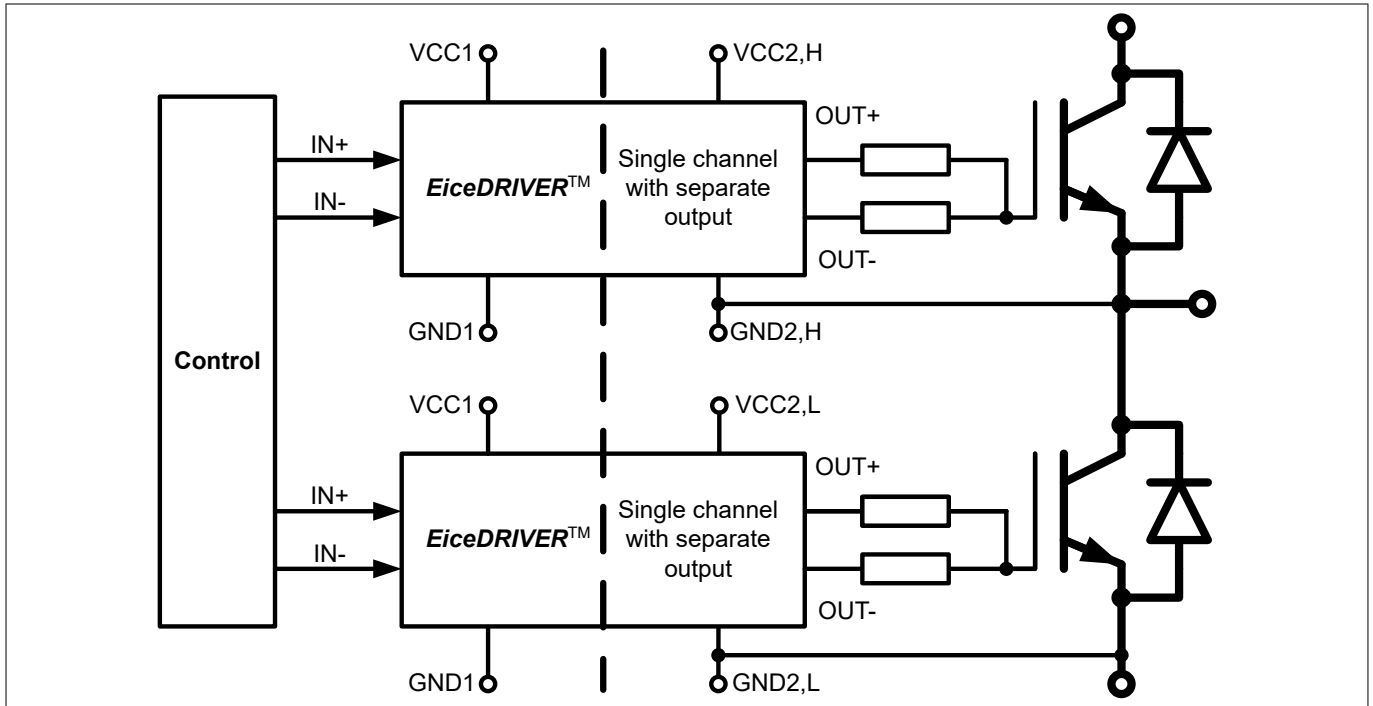 VCC1
VCC2,H
IN+
IN-
EiceDRIVER™
Single channel
with separate
output
OUT+
OUT-
GND1
GND2,H
Control
VCC1
VCC2,L
IN+
IN-
EiceDRIVER™
Single channel
with separate
output
OUT+
OUT-
GND1
GND2,L